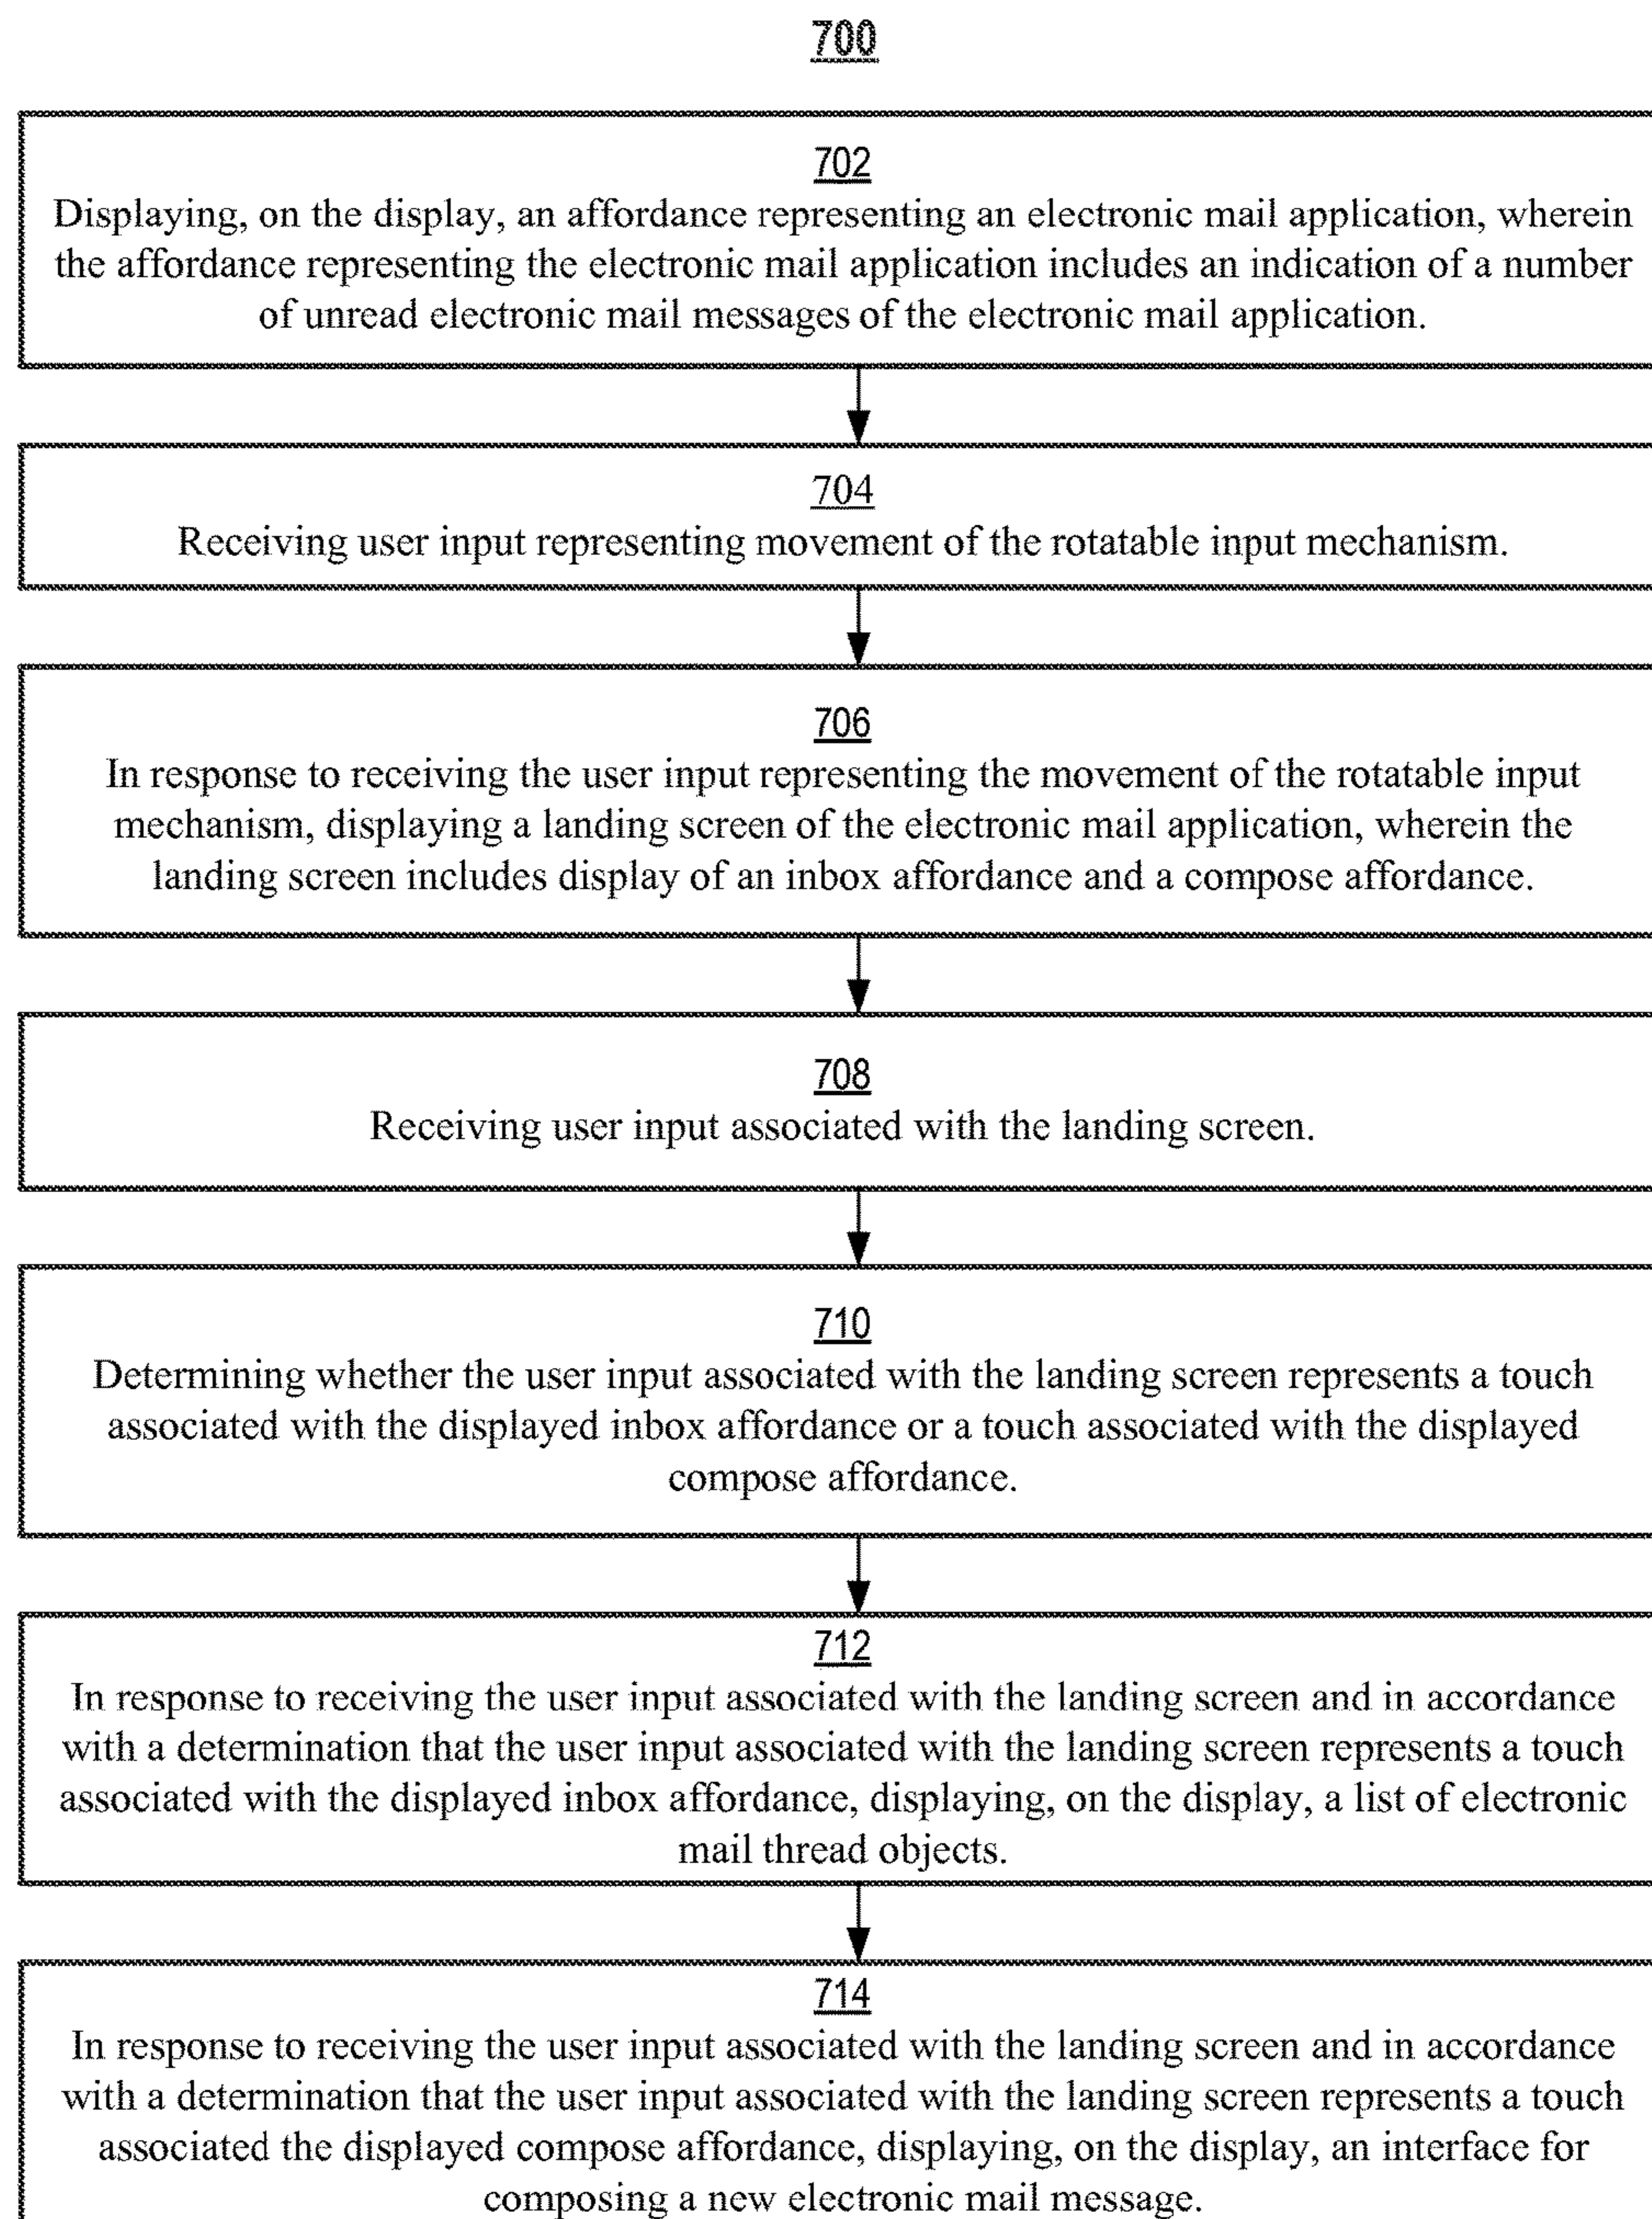 700
702
Displaying, on the display, an affordance representing an electronic mail application, wherein
the affordance representing the electronic mail application includes an indication of a number
of unread electronic mail messages of the electronic mail application.
704
Receiving user input representing movement of the rotatable input mechanism.
706
In response to receiving the user input representing the movement of the rotatable input
mechanism, displaying a landing screen of the electronic mail application, wherein the
landing screen includes display of an inbox affordance and a compose affordance.
708
Receiving user input associated with the landing screen.
710
Determining whether the user input associated with the landing screen represents a touch
associated with the displayed inbox affordance or a touch associated with the displayed
compose affordance.
712
In response to receiving the user input associated with the landing screen and in accordance
with a determination that the user input associated with the landing screen represents a touch
associated with the displayed inbox affordance, displaying, on the display, a list of electronic
mail thread objects.
714
In response to receiving the user input associated with the landing screen and in accordance
with a determination that the user input associated with the landing screen represents a touch
associated the displayed compose affordance, displaying, on the display, an interface for
composing a new electronic mail message.